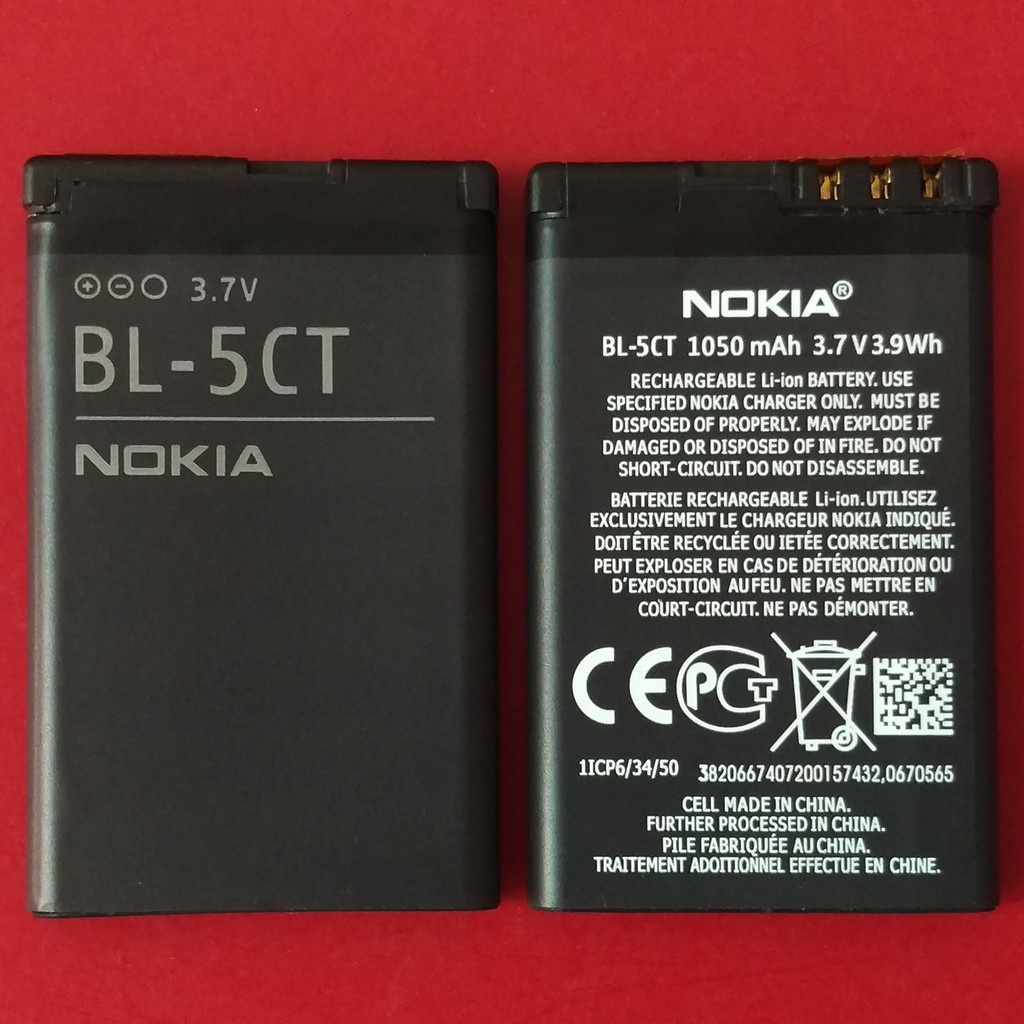 ⊕⊖○ 3.7V
BL-5CT
NOKIA
NOKIA®
BL-5CT 1050 mAh 3.7 V 3.9Wh
RECHARGEABLE Li-ion BATTERY. USE
SPECIFIED NOKIA CHARGER ONLY. MUST BE
DISPOSED OF PROPERLY. MAY EXPLODE IF
DAMAGED OR DISPOSED OF IN FIRE. DO NOT
SHORT-CIRCUIT. DO NOT DISASSEMBLE.
BATTERIE RECHARGEABLE Li-ion. UTILISEZ
EXCLUSIVEMENT LE CHARGEUR NOKIA INDIQUÉ.
DOIT ÊTRE RECYCLÉE OU IETÉE CORRECTEMENT.
PEUT EXPLOSER EN CAS DE DÉTÉRIORATION OU
D'EXPOSITION AU FEU. NE PAS METTRE EN
COURT-CIRCUIT. NE PAS DÉMONTER.
CE PCT
1ICP6/34/50 3820667407200157432,0670565
CELL MADE IN CHINA.
FURTHER PROCESSED IN CHINA.
PILE FABRIQUÉE AU CHINA.
TRAITEMENT ADOITIONNEL EFFECTUE EN CHINE.